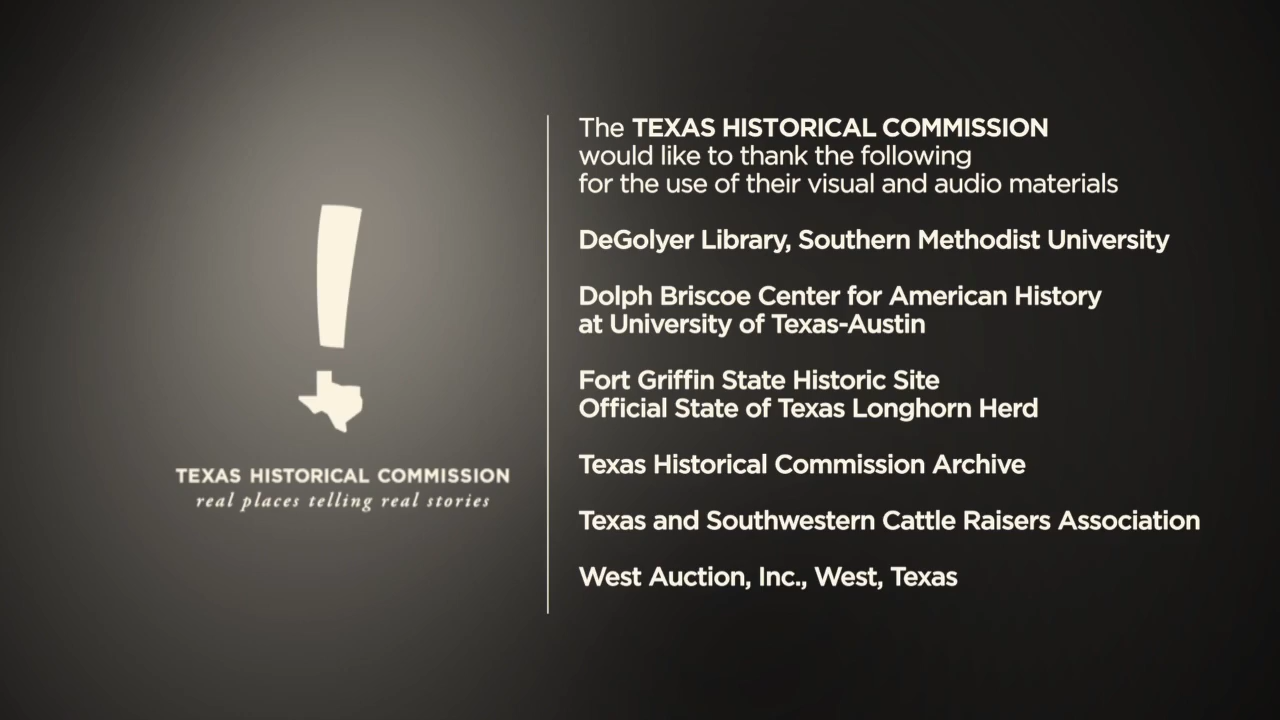 TEXAS HISTORICAL COMMISSION
real places telling real stories
The TEXAS HISTORICAL COMMISSION
would like to thank the following
for the use of their visual and audio materials
DeGolyer Library, Southern Methodist University
Dolph Briscoe Center for American History
at University of Texas-Austin
Fort Griffin State Historic Site
Official State of Texas Longhorn Herd
Texas Historical Commission Archive
Texas and Southwestern Cattle Raisers Association
West Auction, Inc., West, Texas